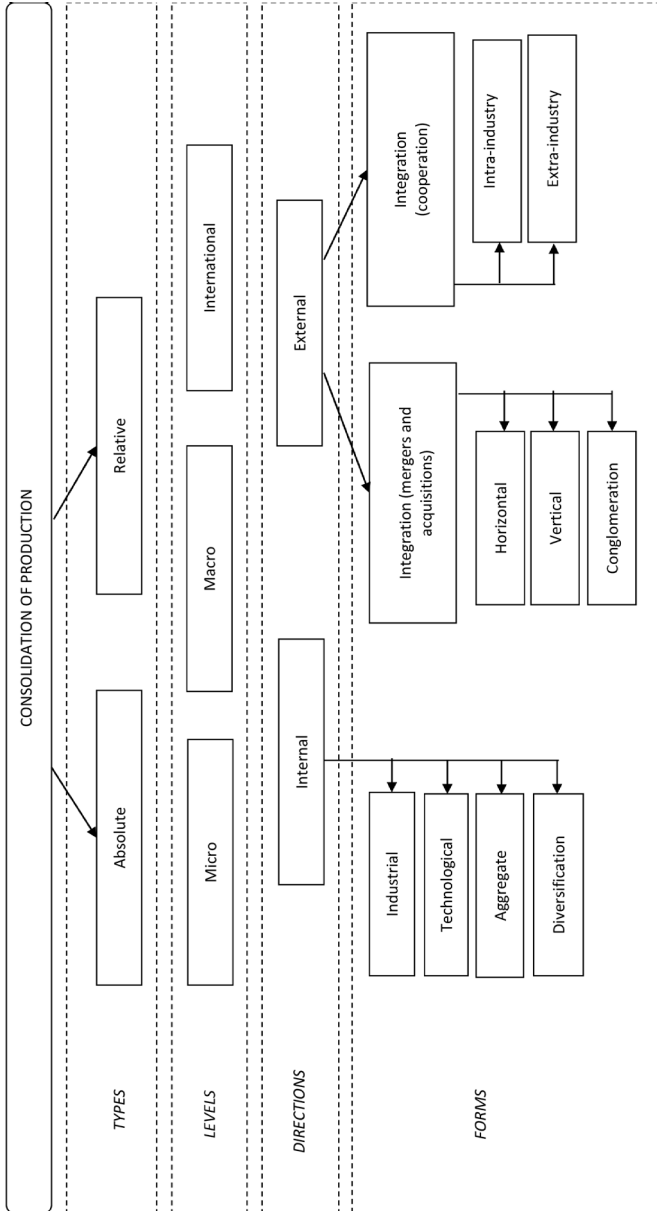 CONSOLIDATION OF PRODUCTION
TYPES
Absolute
Relative
LEVELS
Micro
Macro
International
DIRECTIONS
Internal
External
FORMS
Industrial
Technological
Aggregate
Diversification
Integration (mergers and
acquisitions)
Horizontal
Vertical
Conglomeration
Integration
(cooperation)
Intra-industry
Extra-industry